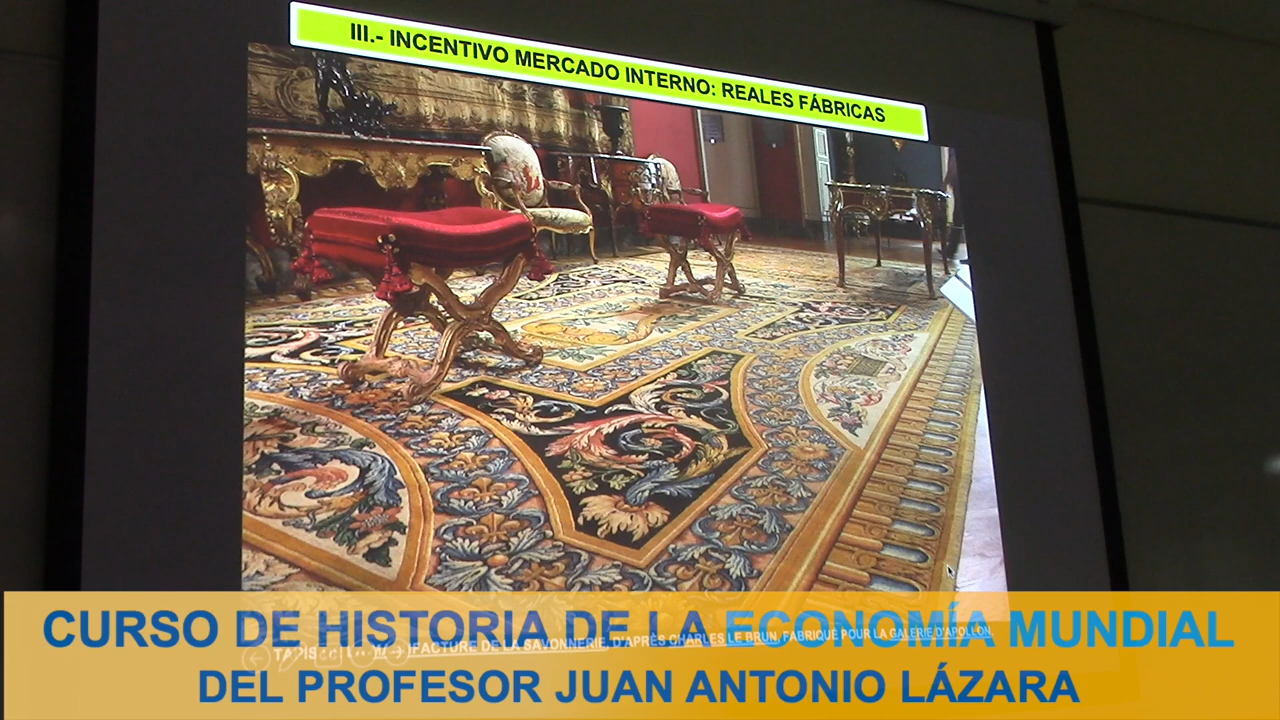 III.- INCENTIVO MERCADO INTERNO: REALES FÁBRICAS
CURSO DE HISTORIA DE LA ECONOMÍA MUNDIAL
FACTURE DE LA SAVONNERIE, D'APRÈS CHARLES LE BRUN, FABRIQUÉ POUR LA GALERIE D'APOLLON,
DEL PROFESOR JUAN ANTONIO LÁZARA